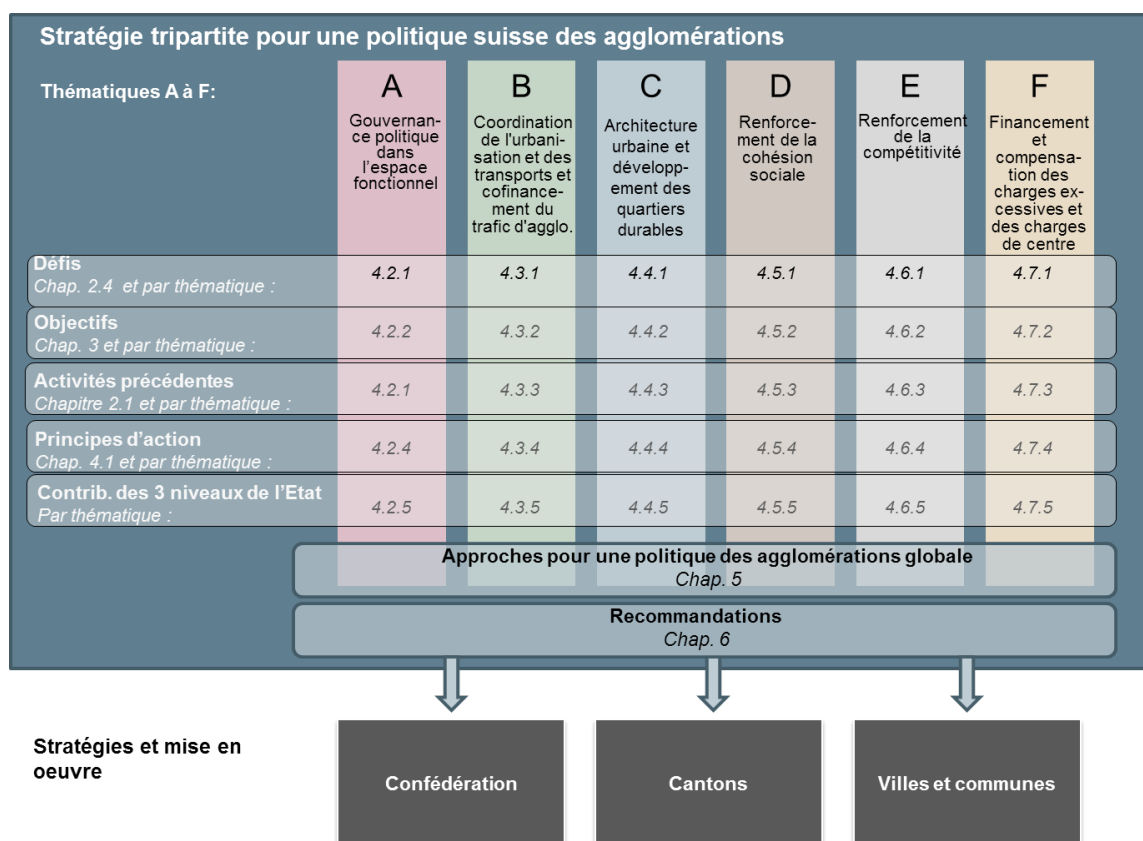 Stratégie tripartite pour une politique suisse des agglomérations
Thématiques A à F:
A
Gouvernan-
ce politique
dans
l'espace
fonctionnel
B
Coordination
de l'urbani-
sation et des
transports et
cofinance-
ment du
trafic d'agglo.
C
Architecture
urbaine et
développ-
ement des
quartiers
durables
D
Renforce-
ment de la
cohésion
sociale
E
Renforcement
de la
compétitivité
F
Financement
et
compensa-
tion des
charges ex-
cessives et
des charges
de centre
Défis
Chap. 2.4 et par thématique :
4.2.1 4.3.1 4.4.1 4.5.1 4.6.1 4.7.1
Objectifs
Chap. 3 et par thématique :
4.2.2 4.3.2 4.4.2 4.5.2 4.6.2 4.7.2
Activités précédentes
Chapitre 2.1 et par thématique :
4.2.1 4.3.3 4.4.3 4.5.3 4.6.3 4.7.3
Principes d'action
Chap. 4.1 et par thématique :
4.2.4 4.3.4 4.4.4 4.5.4 4.6.4 4.7.4
Contrib. des 3 niveaux de l'Etat
Par thématique :
4.2.5 4.3.5 4.4.5 4.5.5 4.6.5 4.7.5
Approches pour une politique des agglomérations globale
Chap. 5
Recommandations
Chap. 6
Stratégies et mise en
oeuvre
Confédération
Cantons
Villes et communes